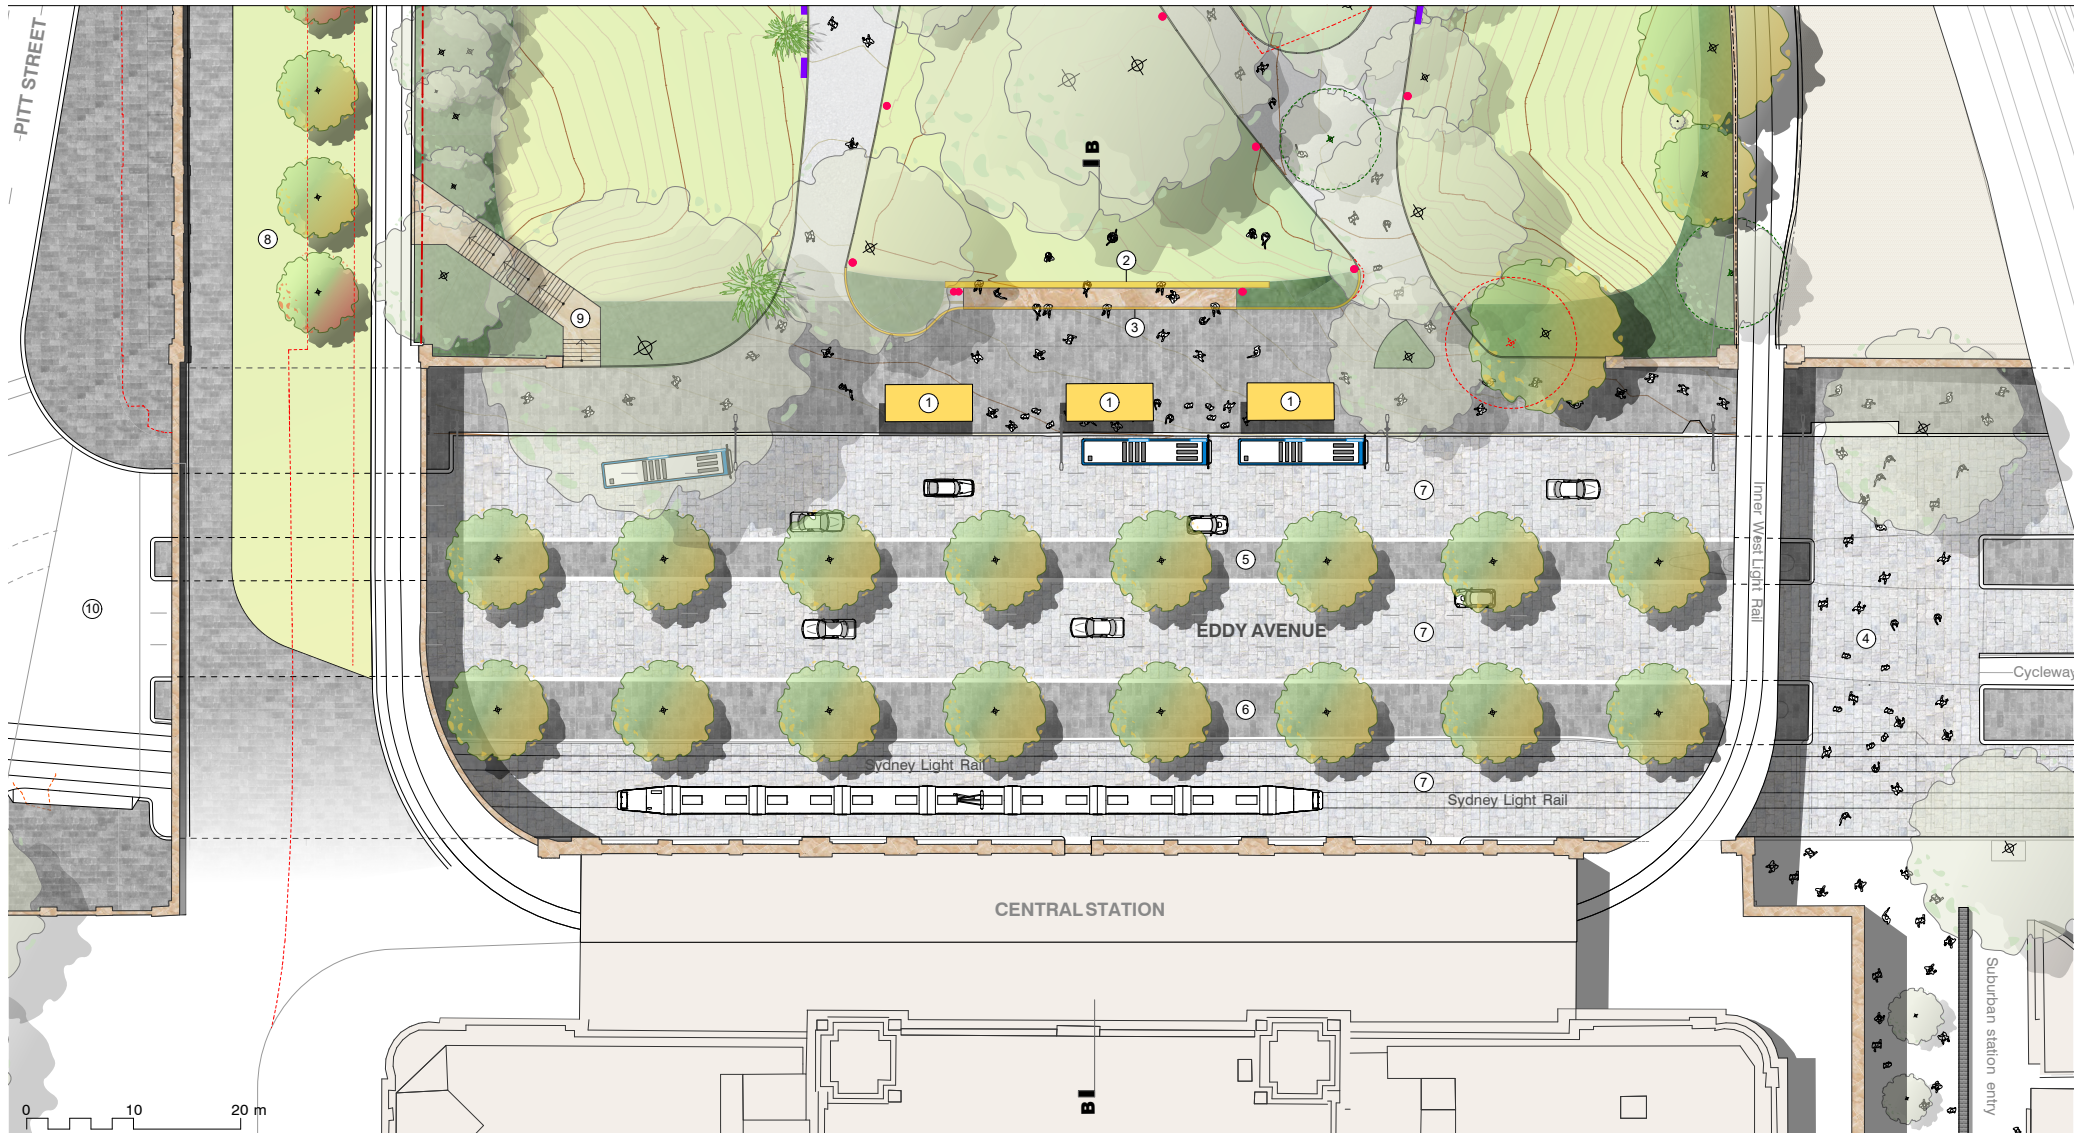 PITT STREET
B
8
2
9
3
1
1
1
7
5
Inner West Light Rail
10
EDDY AVENUE
7
4
Cycleway
6
Sydney Light Rail
7
Sydney Light Rail
CENTRAL STATION
Suburban station entry
B
0 10 20 m